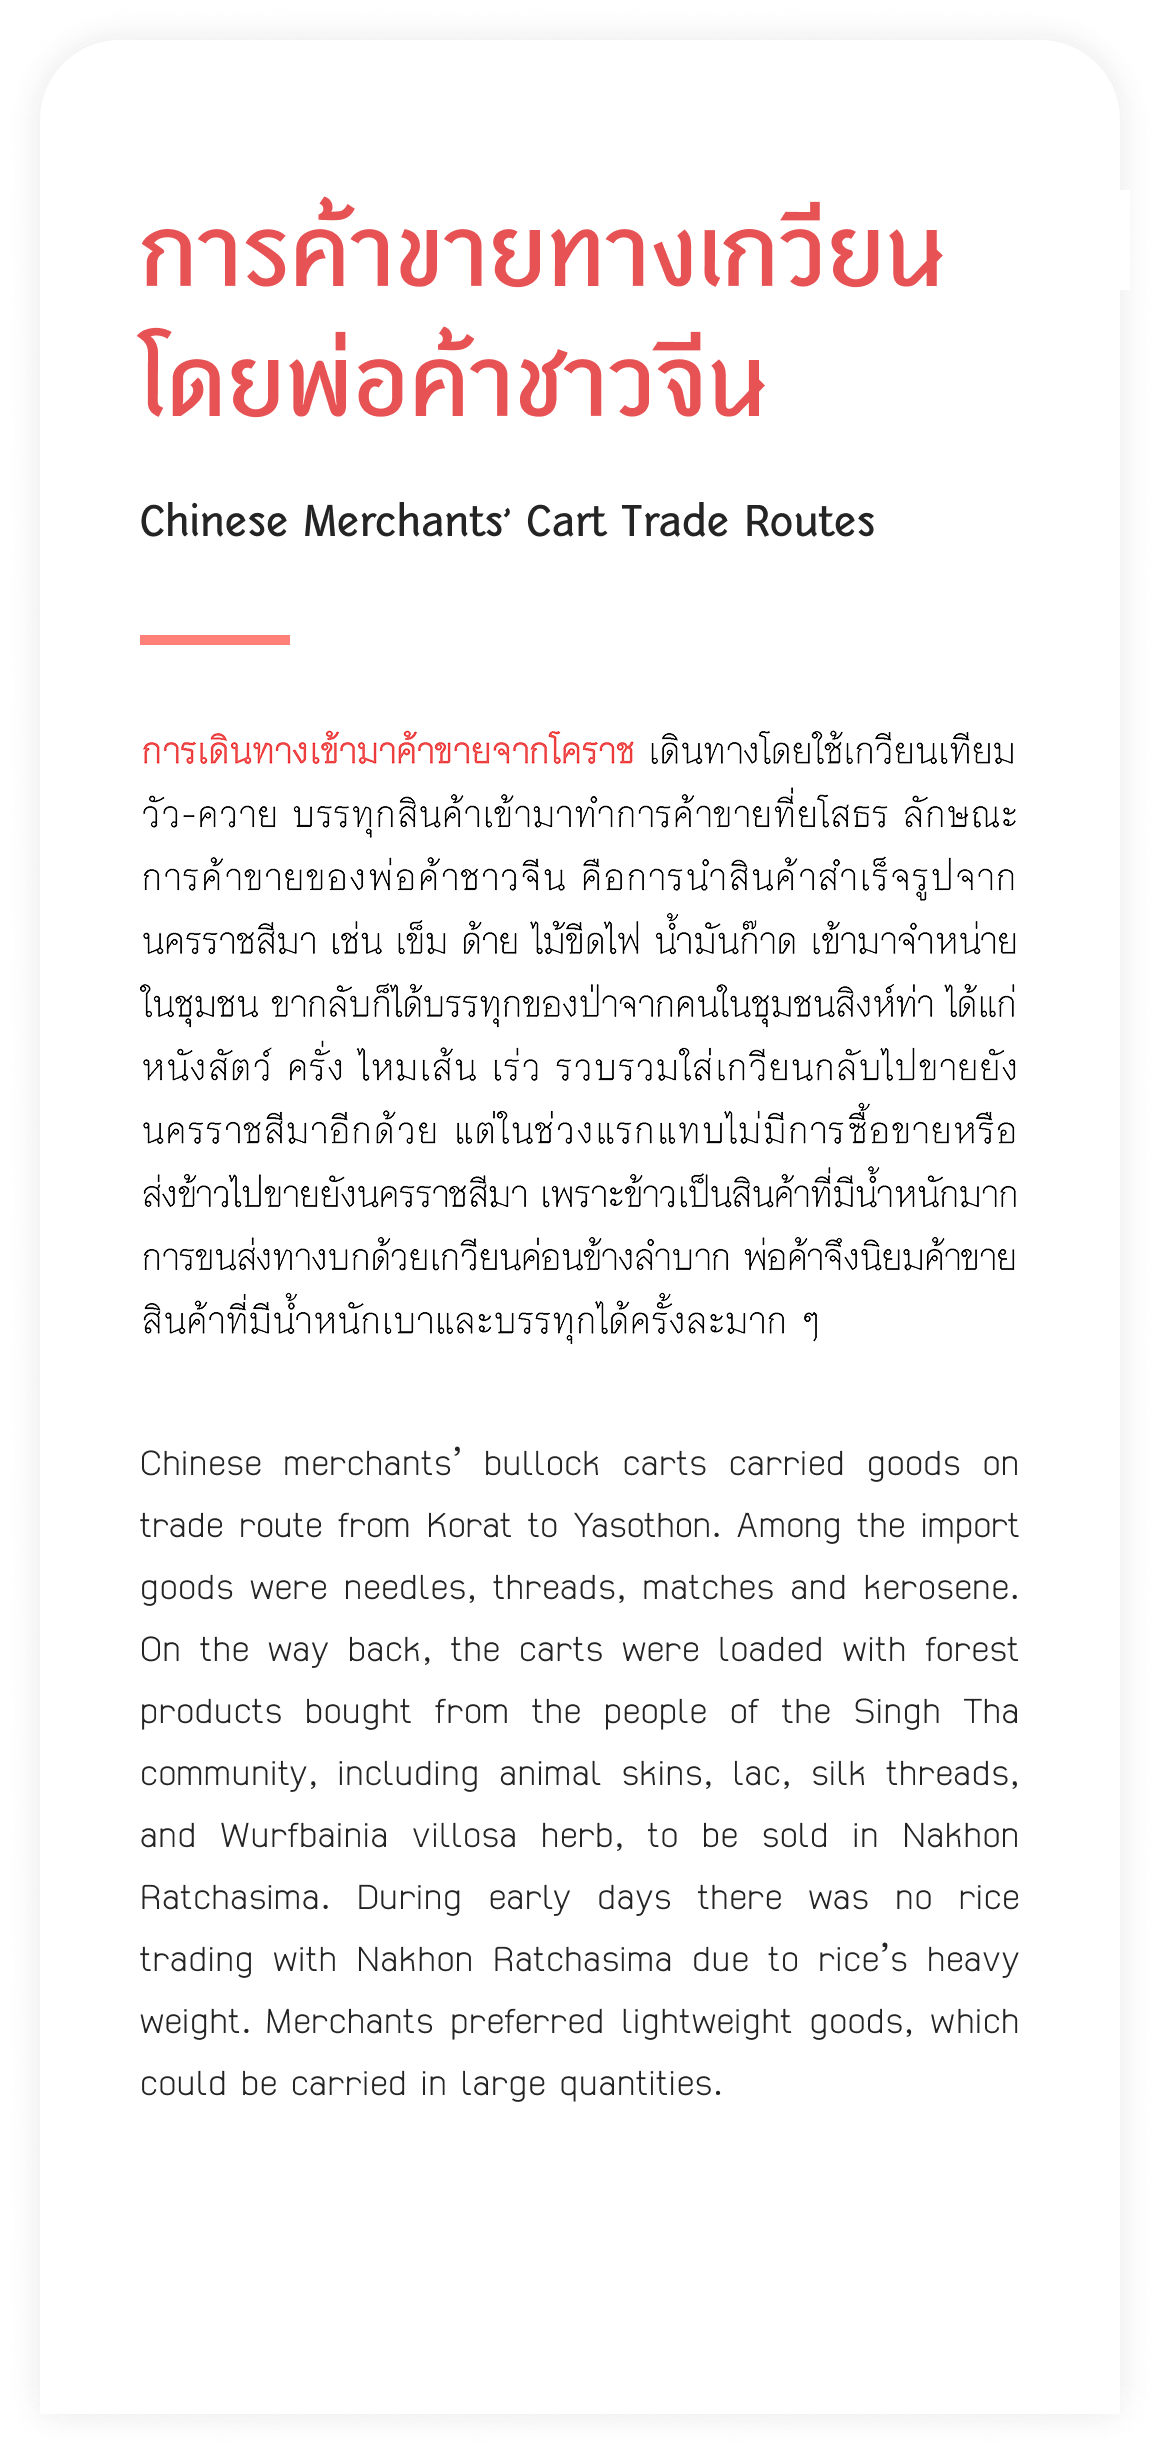 การค้าขายทางเกวียน
โดยพ่อค้าชาวจีน
Chinese Merchants’ Cart Trade Routes
การเดินทางเข้ามาค้าขายจากโคราช เดินทางโดยใช้เกวียนเทียม
วัว-ควาย บรรทุกสินค้าเข้ามาทำการค้าขายที่ยโสธร ลักษณะ
การค้าขายของพ่อค้าชาวจีน คือการนำสินค้าสำเร็จรูปจาก
นครราชสีมา เช่น เข็ม ด้าย ไม้ขีดไฟ น้ำมันก๊าด เข้ามาจำหน่าย
ในชุมชน ขากลับก็ได้บรรทุกของป่าจากคนในชุมชนสิงห์ท่า ได้แก่
หนังสัตว์ ครั่ง ไหมเส้น เร่ว รวบรวมใส่เกวียนกลับไปขายยัง
นครราชสีมาอีกด้วย แต่ในช่วงแรกแทบไม่มีการซื้อขายหรือ
ส่งข้าวไปขายยังนครราชสีมา เพราะข้าวเป็นสินค้าที่มีน้ำหนักมาก
การขนส่งทางบกด้วยเกวียนค่อนข้างลำบาก พ่อค้าจึงนิยมค้าขาย
สินค้าที่มีน้ำหนักเบาและบรรทุกได้ครั้งละมาก ๆ
Chinese merchants’ bullock carts carried goods on
trade route from Korat to Yasothon. Among the import
goods were needles, threads, matches and kerosene.
On the way back, the carts were loaded with forest
products bought from the people of the Singh Tha
community, including animal skins, lac, silk threads,
and Wurfbainia villosa herb, to be sold in Nakhon
Ratchasima. During early days there was no rice
trading with Nakhon Ratchasima due to rice’s heavy
weight. Merchants preferred lightweight goods, which
could be carried in large quantities.